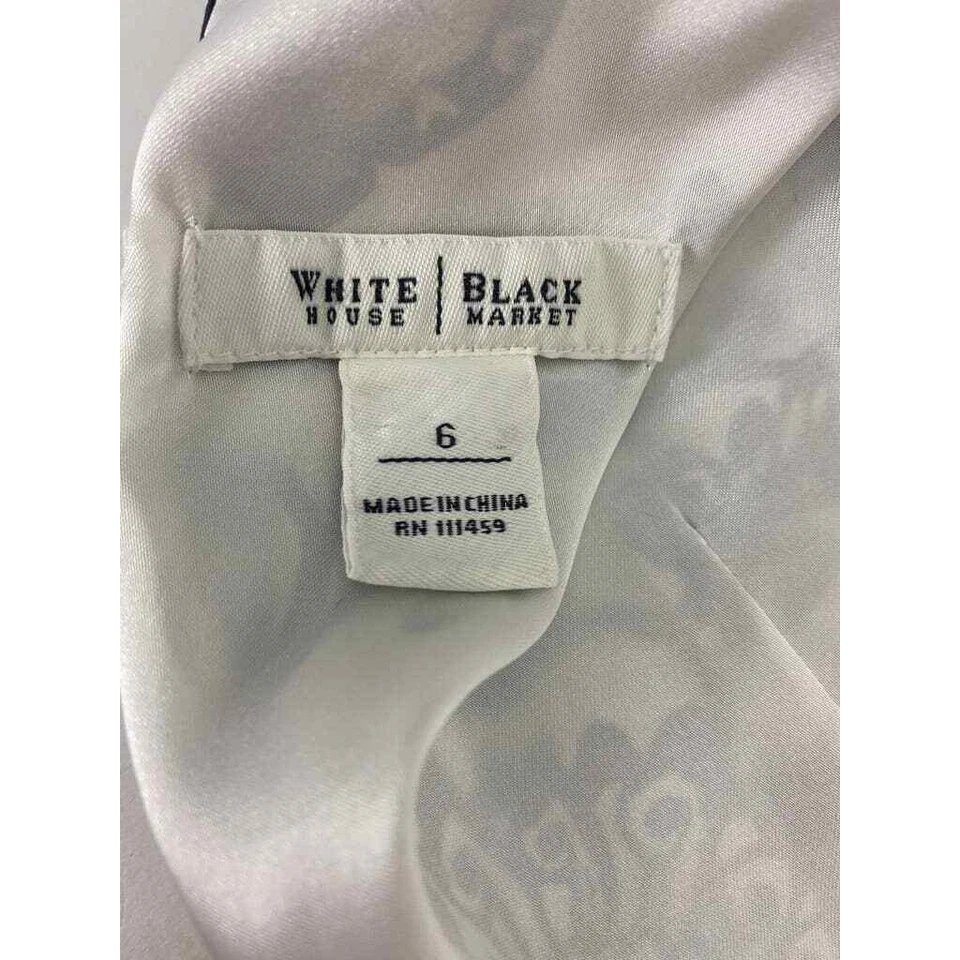 WHITE | BLACK
HOUSE | MARKET
6
MADE IN CHINA
RN 111459